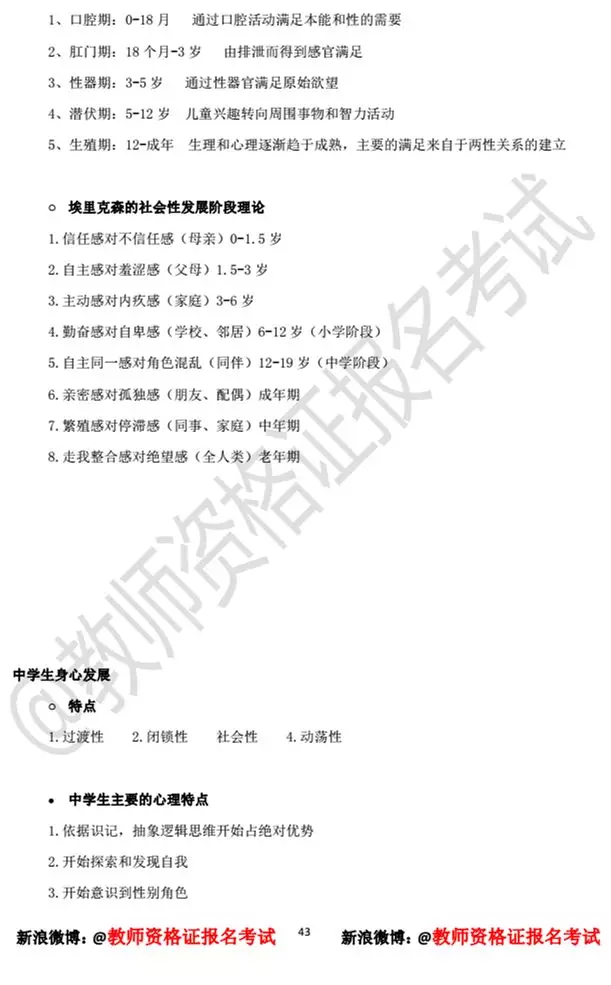 1、口腔期：0-18月 通过口腔活动满足本能和性的需要
2、肛门期：18个月-3岁 由排泄而得到感官满足
3、性器期：3-5岁 通过性器官满足原始欲望
4、潜伏期：5-12岁 儿童兴趣转向周围事物和智力活动
5、生殖期：12-成年 生理和心理逐渐趋于成熟，主要的满足来自于两性关系的建立
○ 埃里克森的社会性发展阶段理论
1.信任感对不信任感（母亲）0-1.5岁
2.自主感对羞涩感（父母）1.5-3岁
3.主动感对内疚感（家庭）3-6岁
4.勤奋感对自卑感（学校、邻居）6-12岁（小学阶段）
5.自主同一感对角色混乱（同伴）12-19岁（中学阶段）
6.亲密感对孤独感（朋友、配偶）成年期
7.繁殖感对停滞感（同事、家庭）中年期
8.走我整合感对绝望感（全人类）老年期
@教师资格证报名考试
中学生身心发展
○ 特点
1.过渡性 2.闭锁性 社会性 4.动荡性
• 中学生主要的心理特点
1.依据识记，抽象逻辑思维开始占绝对优势
2.开始探索和发现自我
3.开始意识到性别角色
新浪微博：@教师资格证报名考试 43 新浪微博：@教师资格证报名考试